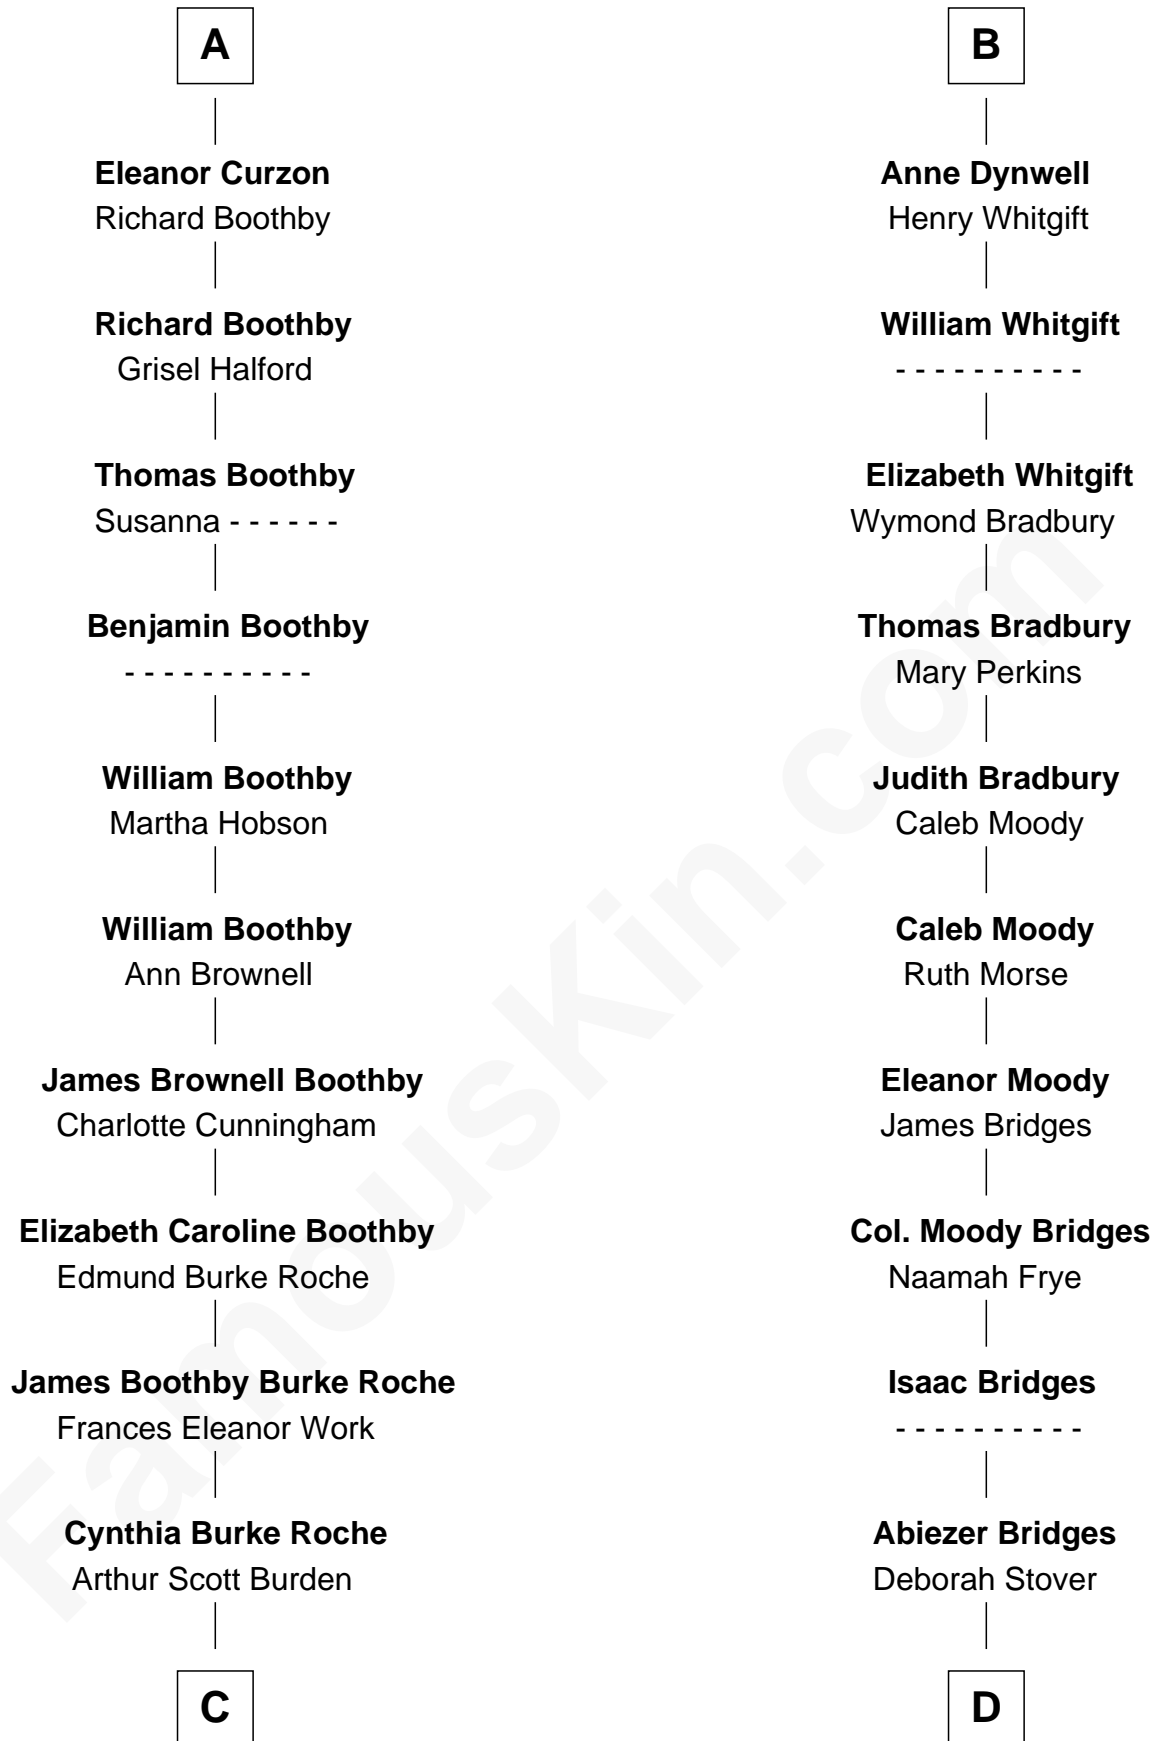 A
Eleanor Curzon
Richard Boothby
Richard Boothby
Grisel Halford
Thomas Boothby
Susanna - - - - - -
Benjamin Boothby
- - - - - - - - - -
William Boothby
Martha Hobson
William Boothby
Ann Brownell
James Brownell Boothby
Charlotte Cunningham
Elizabeth Caroline Boothby
Edmund Burke Roche
James Boothby Burke Roche
Frances Eleanor Work
Cynthia Burke Roche
Arthur Scott Burden
C
B
Anne Dynwell
Henry Whitgift
William Whitgift
- - - - - - - - - -
Elizabeth Whitgift
Wymond Bradbury
Thomas Bradbury
Mary Perkins
Judith Bradbury
Caleb Moody
Caleb Moody
Ruth Morse
Eleanor Moody
James Bridges
Col. Moody Bridges
Naamah Frye
Isaac Bridges
- - - - - - - - - -
Abiezer Bridges
Deborah Stover
D
FamousKin.com